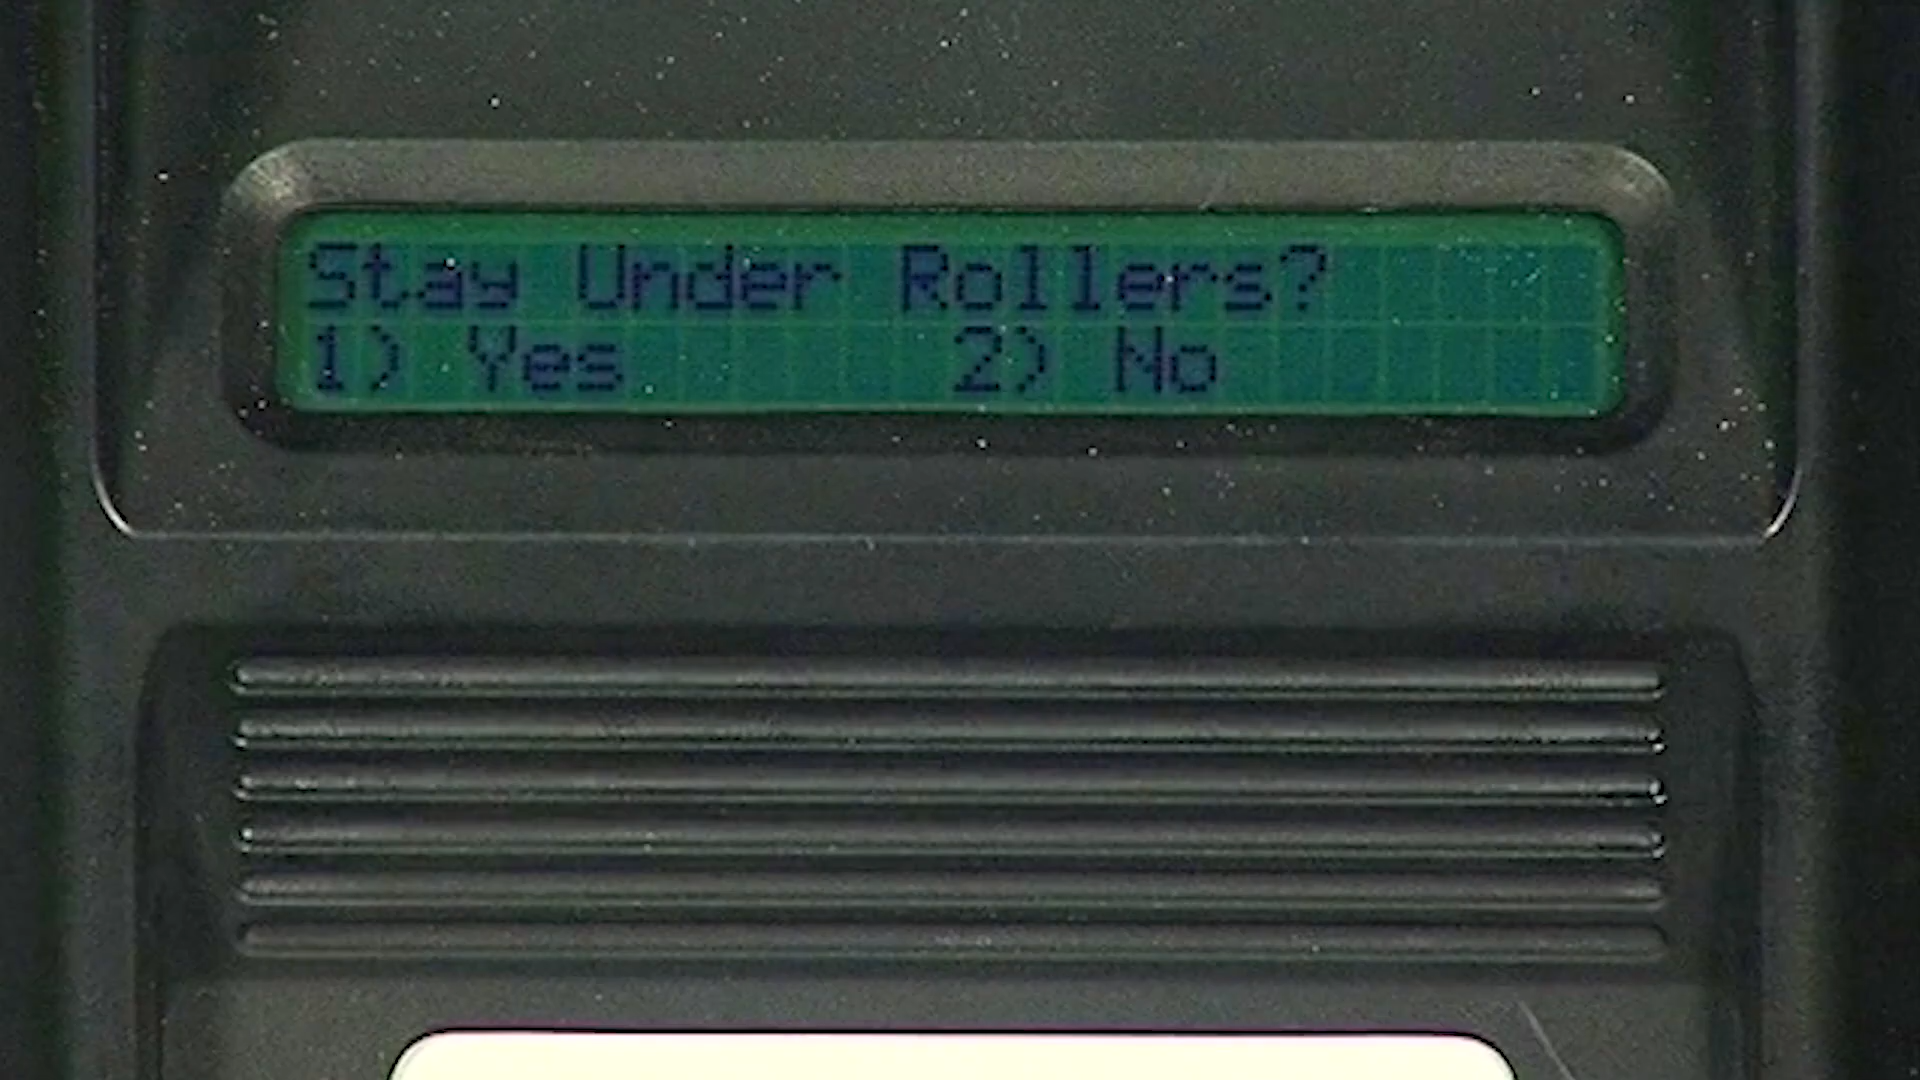 Stay Under Rollers?
1) Yes 2) No